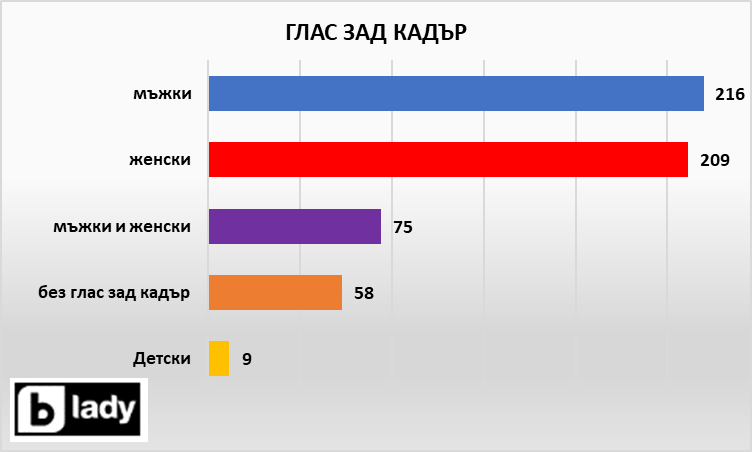 ГЛАС ЗАД КАДЪР
мъжки 216
женски 209
мъжки и женски 75
без глас зад кадър 58
Детски 9
b lady